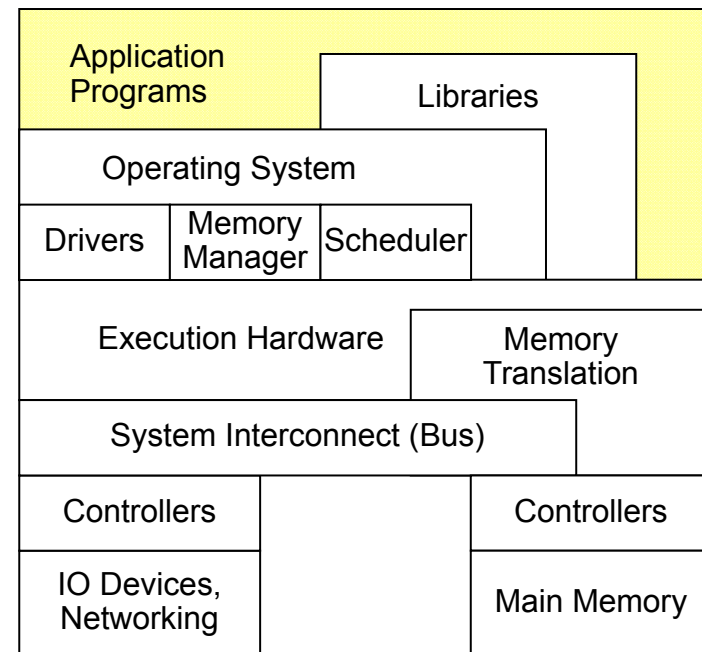 Application
Programs
Libraries
Operating System
Drivers
Memory
Manager
Scheduler
Execution Hardware
Memory
Translation
System Interconnect (Bus)
Controllers
Controllers
IO Devices,
Networking
Main Memory